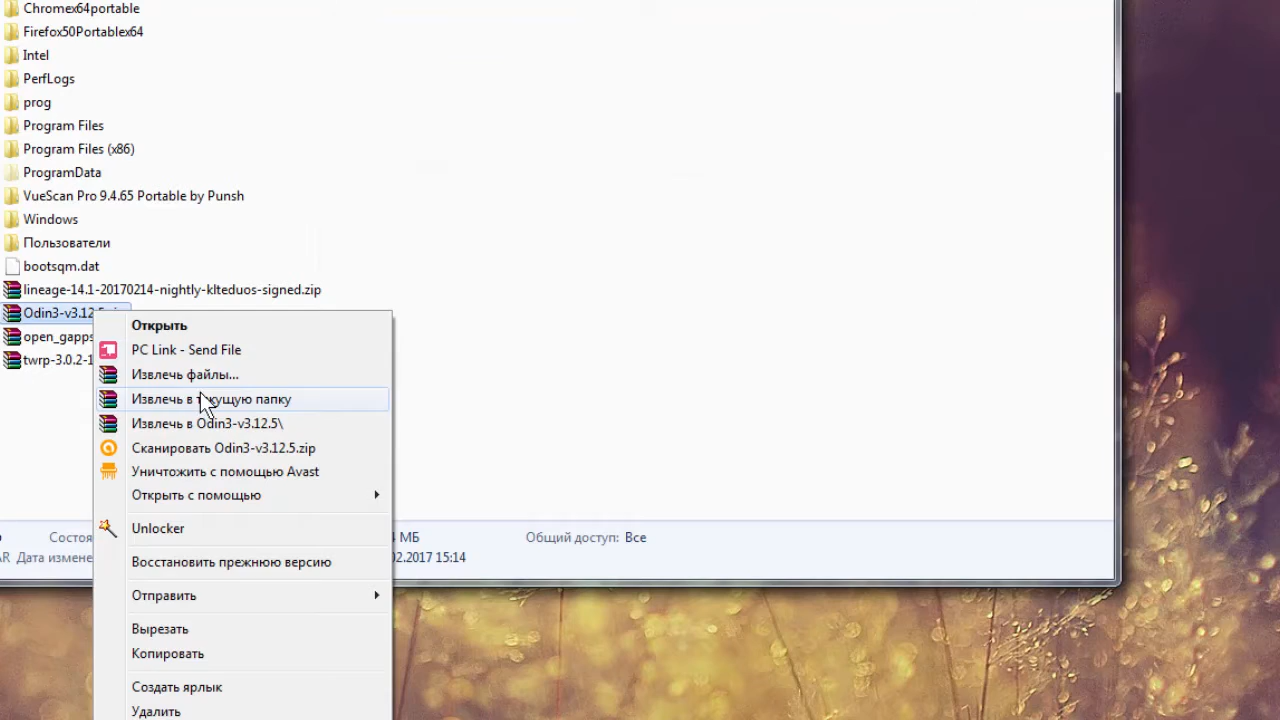 Chromex64portable
Firefox50Portablex64
Intel
PerfLogs
prog
Program Files
Program Files (x86)
ProgramData
VueScan Pro 9.4.65 Portable by Punsh
Windows
Пользователи
bootsqm.dat
lineage-14.1-20170214-nightly-klteduos-signed.zip
Odin3-v3.12
open_gapps
twrp-3.0.2-1
Открыть
PC Link - Send File
Извлечь файлы...
Извлечь в текущую папку
Извлечь в Odin3-v3.12.5\
Сканировать Odin3-v3.12.5.zip
Уничтожить с помощью Avast
Открыть с помощью
Unlocker
Восстановить прежнюю версию
Отправить
Вырезать
Копировать
Создать ярлык
Удалить
Состоя МБ Общий доступ: Все
AR Дата измене 02.2017 15:14